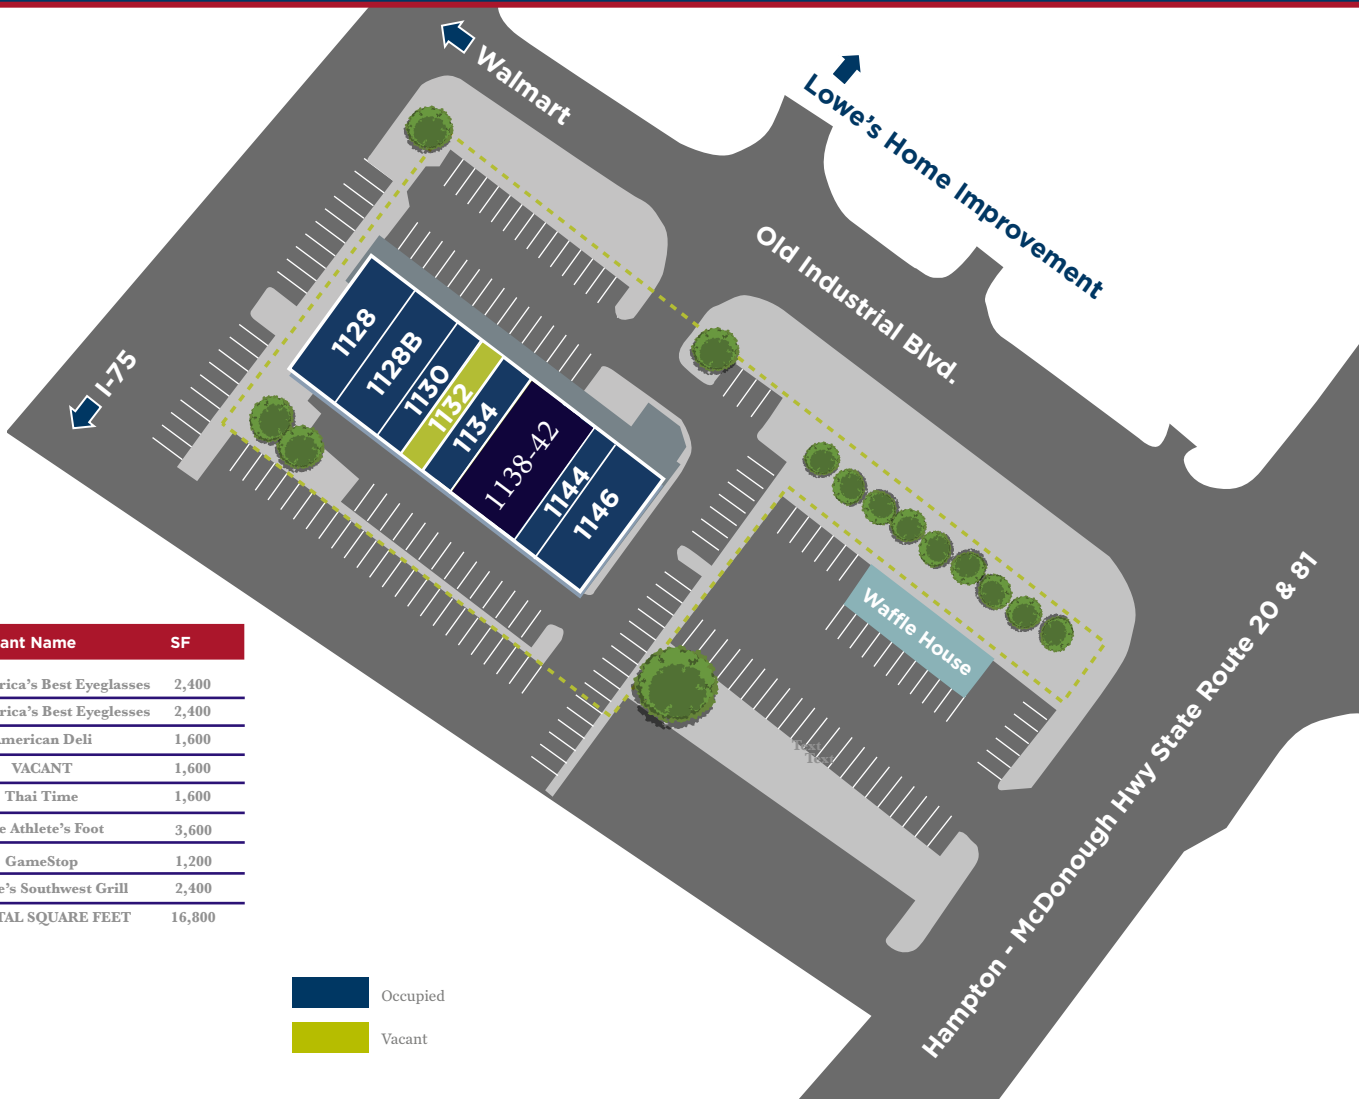 Walmart
Lowe's Home Improvement
Old Industrial Blvd.
I-75
1128
1128B
1130
1132
1134
1138-42
1144
1146
Waffle House
Hampton - McDonough Hwy State Route 20 & 81
Text
Text
ant Name SF
rica's Best Eyeglasses 2,400
rica's Best Eyeglesses 2,400
merican Deli 1,600
VACANT 1,600
Thai Time 1,600
e Athlete's Foot 3,600
GameStop 1,200
e's Southwest Grill 2,400
TAL SQUARE FEET 16,800
Occupied
Vacant